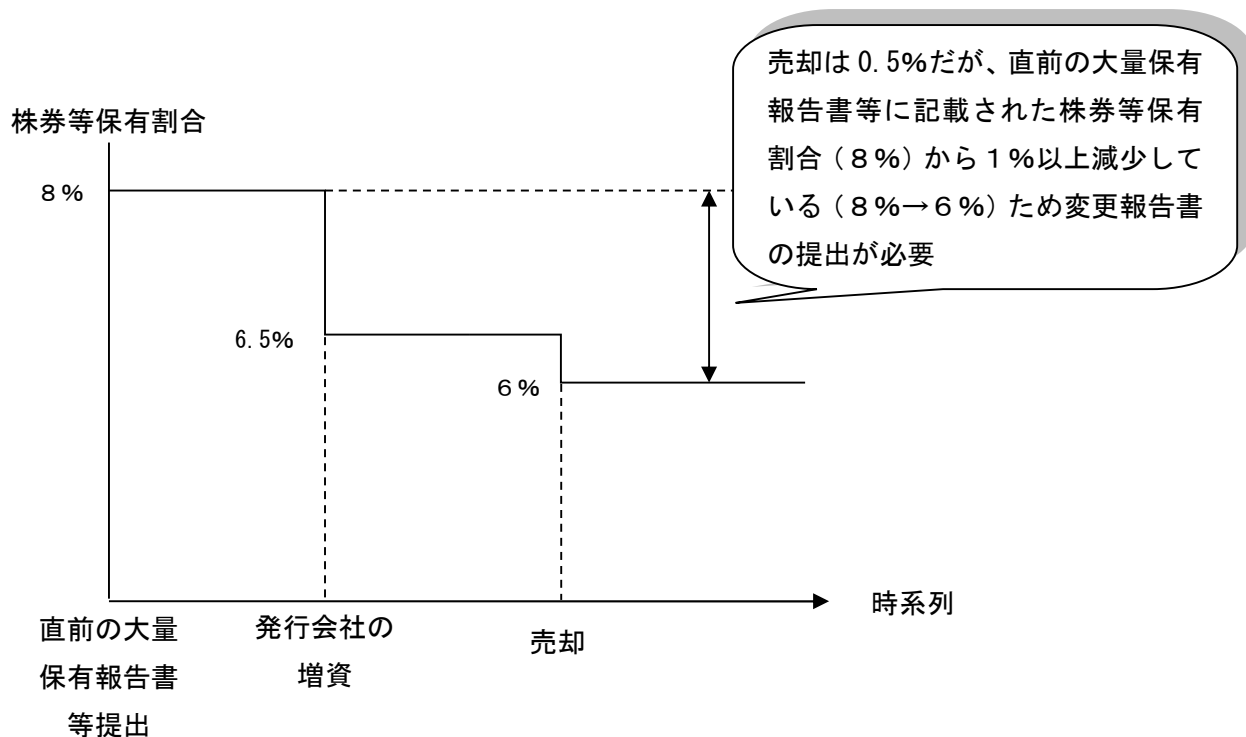 売却は 0.5%だが、直前の大量保有
報告書等に記載された株券等保有
割合（８%）から１%以上減少して
いる（８%→６%）ため変更報告書
の提出が必要
株券等保有割合
８%
6.5%
６%
時系列
直前の大量
保有報告書
等提出
発行会社の
増資
売却